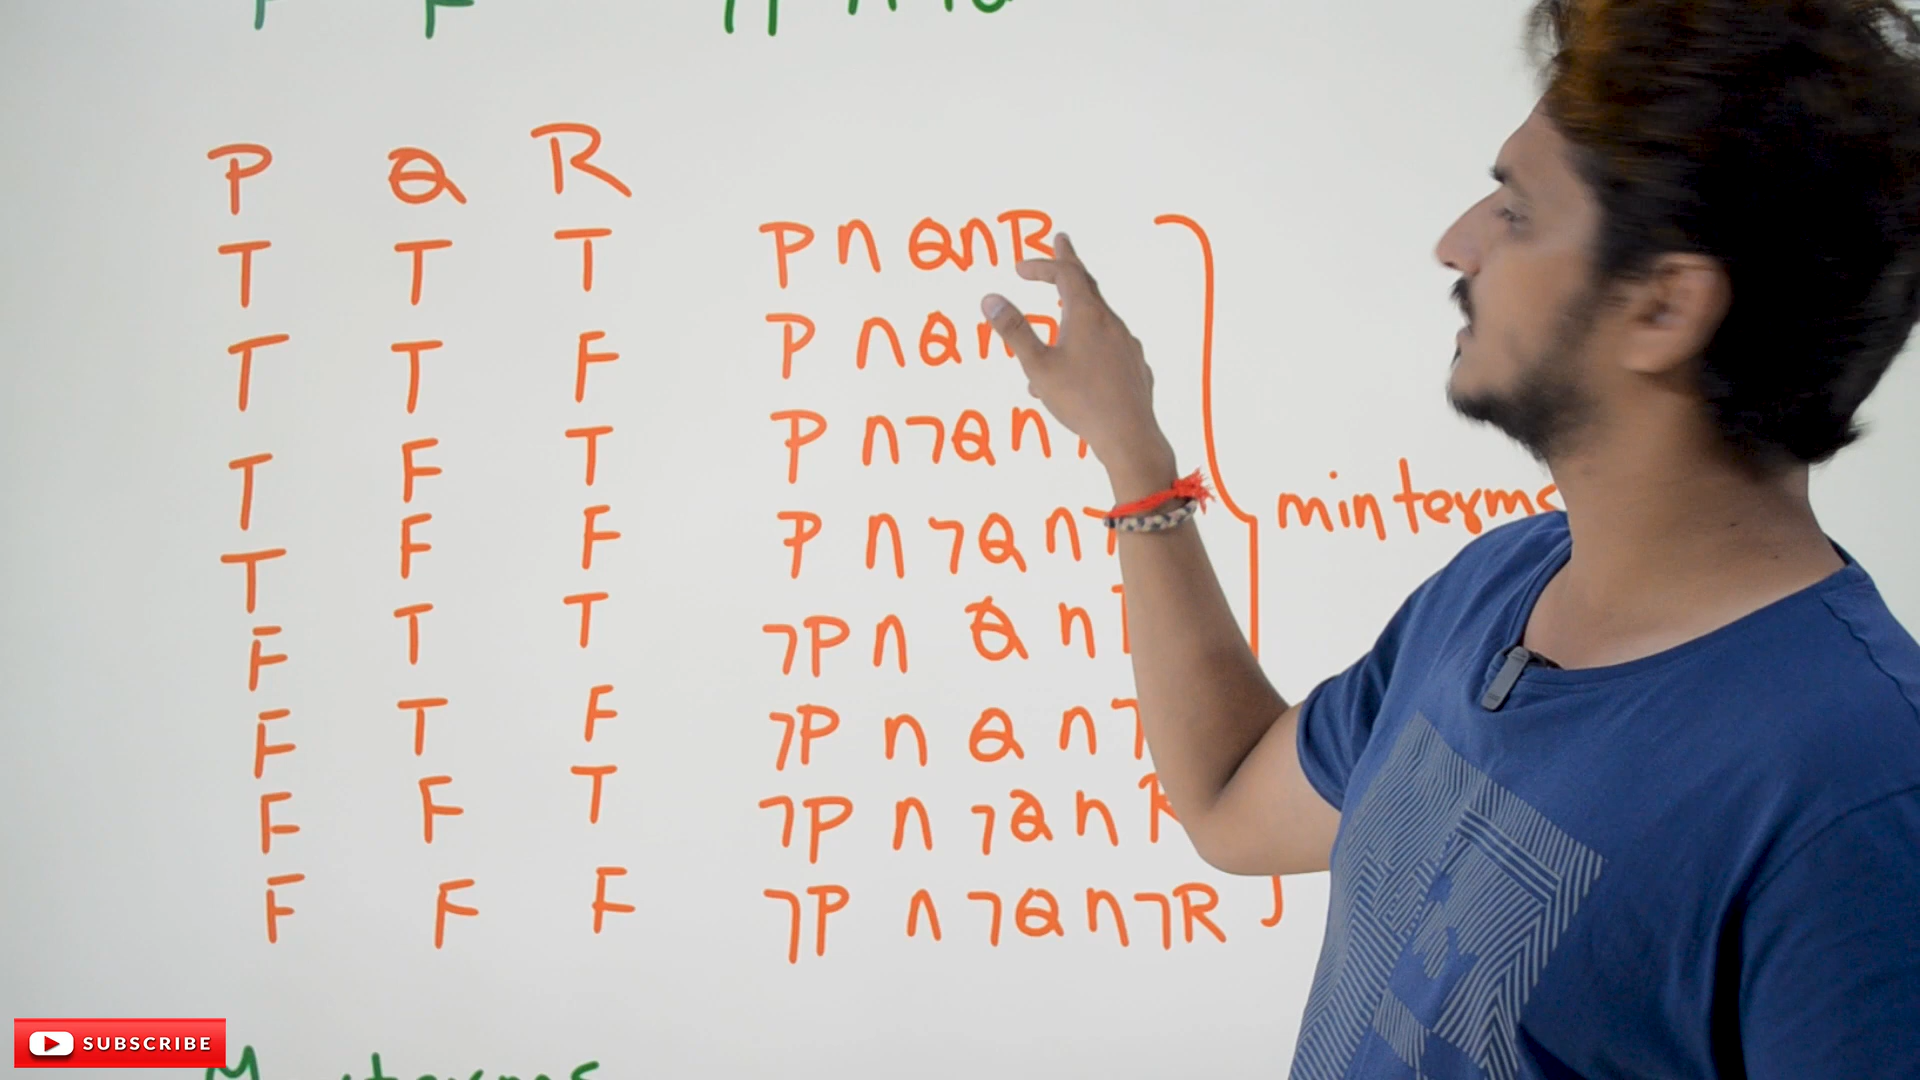 P Q R
T T T P ∩ Q ∩ R
T T F P ∩ Q ∩ ¬
T F T P ∩ ¬ Q ∩
T F F P ∩ ¬ Q ∩ ¬
minterms
F T T ¬P ∩ Q ∩
F T F ¬P ∩ Q ∩ ¬
F F T ¬P ∩ ¬ Q ∩ R
F F F ¬P ∩ ¬ Q ∩ ¬R
SUBSCRIBE